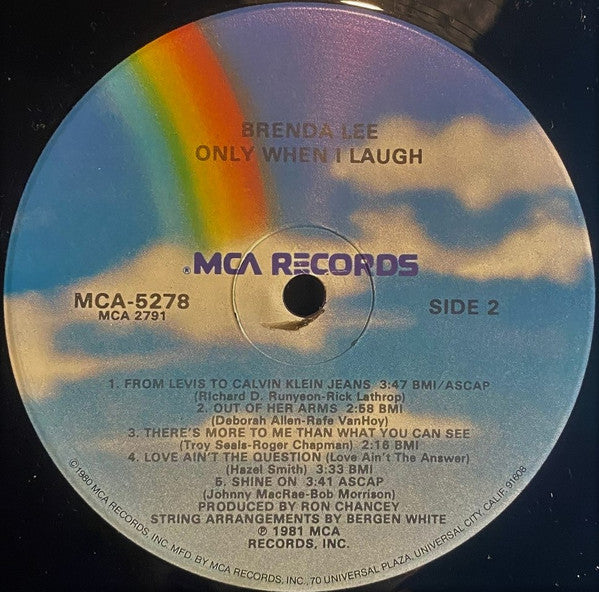 BRENDA LEE
ONLY WHEN I LAUGH
® MCA RECORDS
MCA-5278
MCA 2791
SIDE 2
1. FROM LEVIS TO CALVIN KLEIN JEANS 3:47 BMI/ASCAP
(Richard D. Runyeon-Rick Lathrop)
2. OUT OF HER ARMS 2:58 BMI
(Deborah Allen-Rafe VanHoy)
3. THERE'S MORE TO ME THAN WHAT YOU CAN SEE
(Troy Seals-Roger Chapman) 2:16 BMI
4. LOVE AIN'T THE QUESTION (Love Ain't The Answer)
(Hazel Smith) 3:33 BMI
5. SHINE ON 3:41 ASCAP
(Johnny MacRae-Bob Morrison)
PRODUCED BY RON CHANCEY
STRING ARRANGEMENTS BY BERGEN WHITE
℗ 1981 MCA
RECORDS, INC.
©1980 MCA RECORDS, INC. MFD. BY MCA RECORDS, INC., 70 UNIVERSAL PLAZA, UNIVERSAL CITY, CALIF. 91608